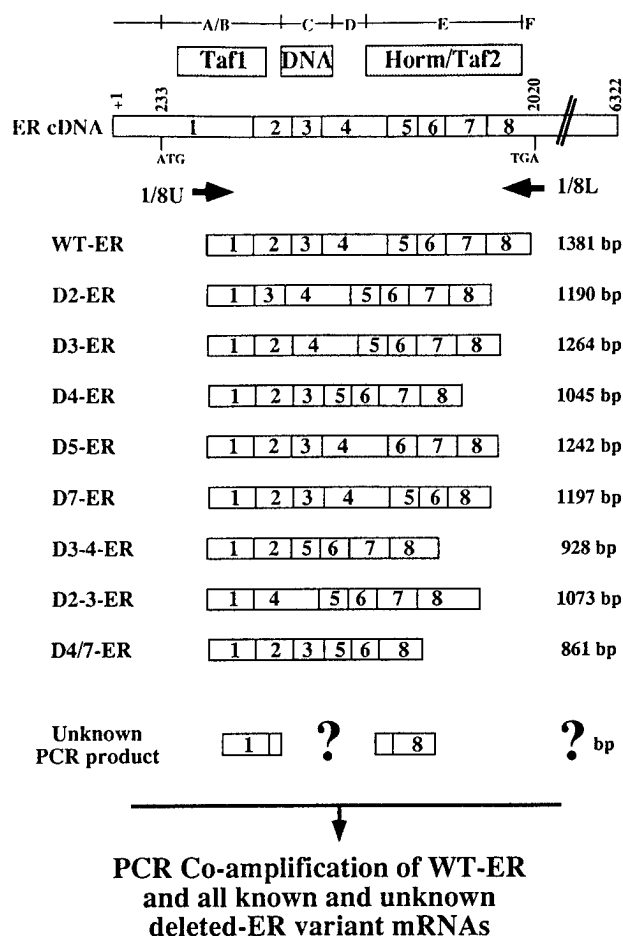 A/B C D E F
Taf1 DNA Horm/Taf2
+1 233 2020 6322
ER cDNA 1 2 3 4 5 6 7 8
ATG TGA
1/8U 1/8L
WT-ER 1 2 3 4 5 6 7 8 1381 bp
D2-ER 1 3 4 5 6 7 8 1190 bp
D3-ER 1 2 4 5 6 7 8 1264 bp
D4-ER 1 2 3 5 6 7 8 1045 bp
D5-ER 1 2 3 4 6 7 8 1242 bp
D7-ER 1 2 3 4 5 6 8 1197 bp
D3-4-ER 1 2 5 6 7 8 928 bp
D2-3-ER 1 4 5 6 7 8 1073 bp
D4/7-ER 1 2 3 5 6 8 861 bp
Unknown
PCR product 1 ? 8 ? bp
PCR Co-amplification of WT-ER
and all known and unknown
deleted-ER variant mRNAs